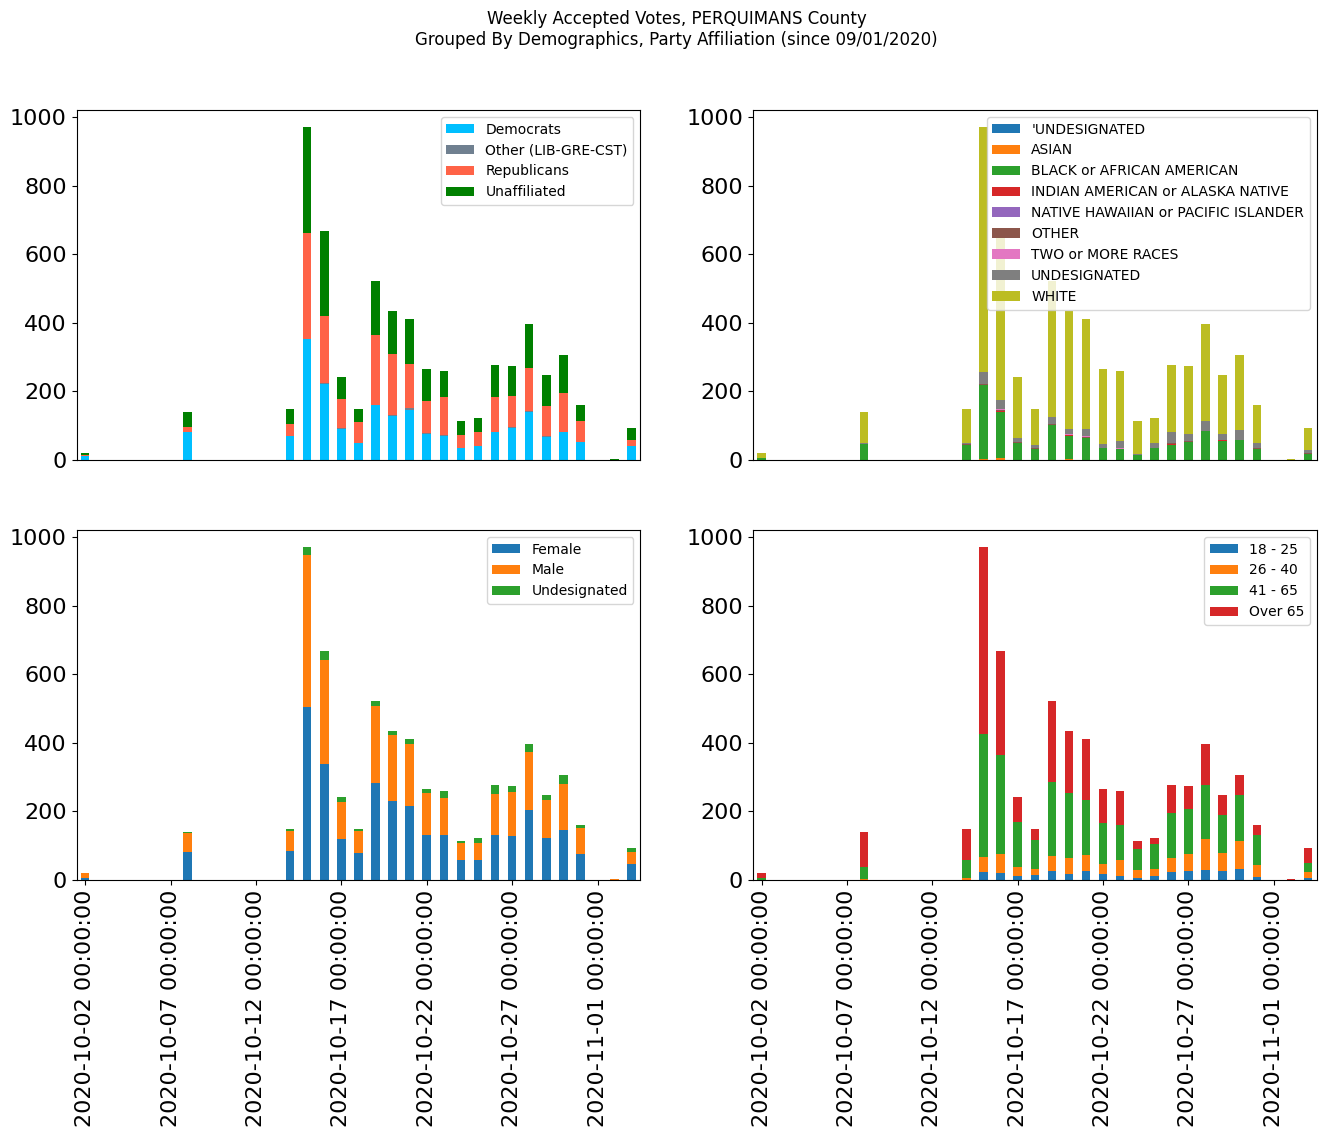 Weekly Accepted Votes, PERQUIMANS County
Grouped By Demographics, Party Affiliation (since 09/01/2020)
1000
800
600
400
200
0
Democrats
Other (LIB-GRE-CST)
Republicans
Unaffiliated
1000
800
600
400
200
0
'UNDESIGNATED
ASIAN
BLACK or AFRICAN AMERICAN
INDIAN AMERICAN or ALASKA NATIVE
NATIVE HAWAIIAN or PACIFIC ISLANDER
OTHER
TWO or MORE RACES
UNDESIGNATED
WHITE
1000
800
600
400
200
0
Female
Male
Undesignated
2020-10-02 00:00:00
2020-10-07 00:00:00
2020-10-12 00:00:00
2020-10-17 00:00:00
2020-10-22 00:00:00
2020-10-27 00:00:00
2020-11-01 00:00:00
1000
800
600
400
200
0
18 - 25
26 - 40
41 - 65
Over 65
2020-10-02 00:00:00
2020-10-07 00:00:00
2020-10-12 00:00:00
2020-10-17 00:00:00
2020-10-22 00:00:00
2020-10-27 00:00:00
2020-11-01 00:00:00